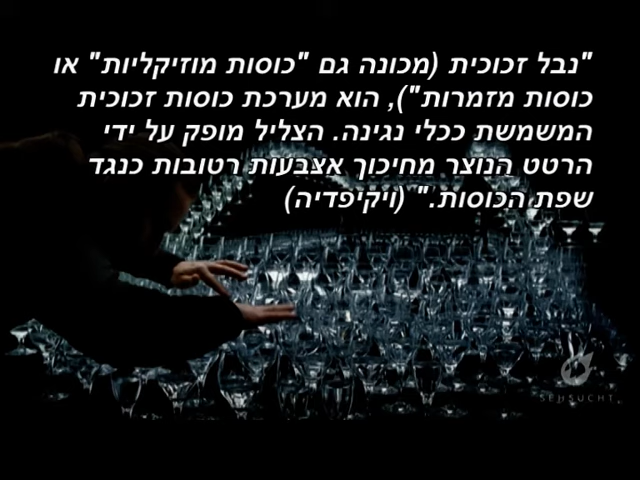 "נבל זכוכית (מכונה גם "כוסות מוזיקליות" או
כוסות מזמרות"), הוא מערכת כוסות זכוכית
המשמשת ככלי נגינה. הצליל מופק על ידי
הרטט הנוצר מחיכוך אצבעות רטובות כנגד
שפת הכוסות." (ויקיפדיה)
SEHSUCHT